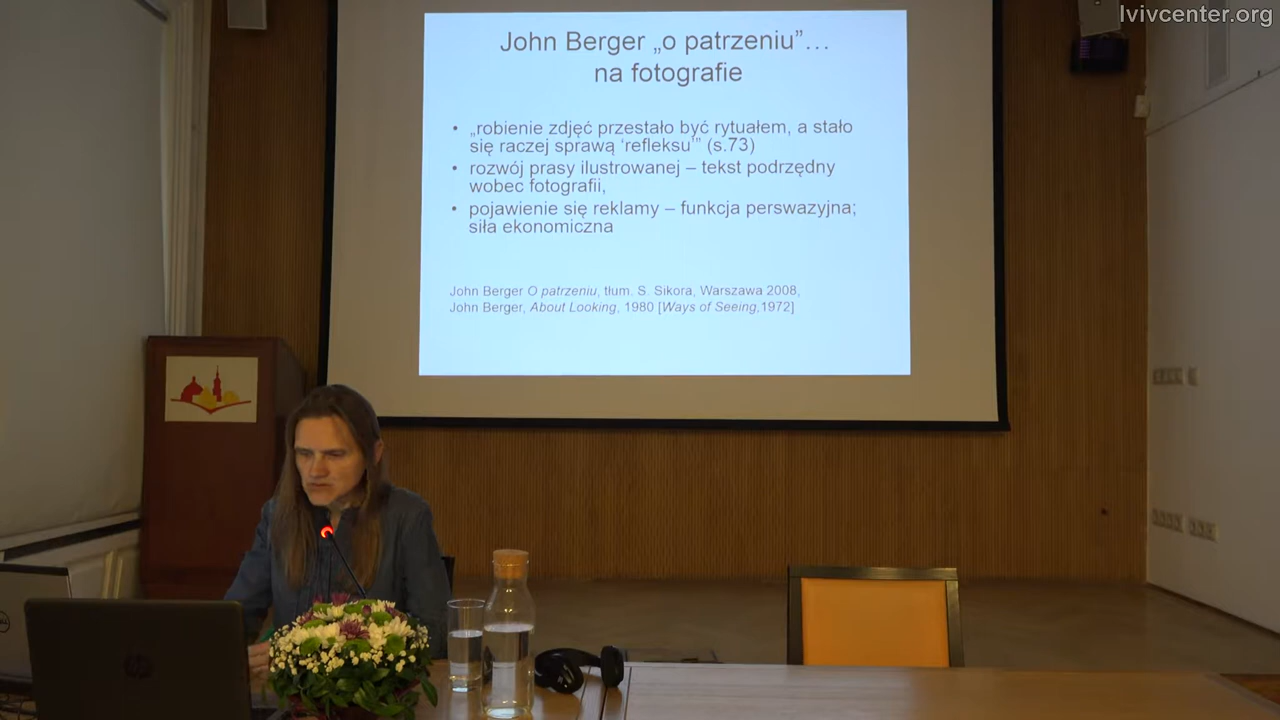 lvivcenter.org
John Berger „o patrzeniu”…
na fotografie
• „robienie zdjęć przestało być rytuałem, a stało
się raczej sprawą ‘refleksu’” (s.73)
• rozwój prasy ilustrowanej – tekst podrzędny
wobec fotografii,
• pojawienie się reklamy – funkcja perswazyjna;
siła ekonomiczna
John Berger O patrzeniu, tłum. S. Sikora, Warszawa 2008,
John Berger, About Looking, 1980 [Ways of Seeing,1972]